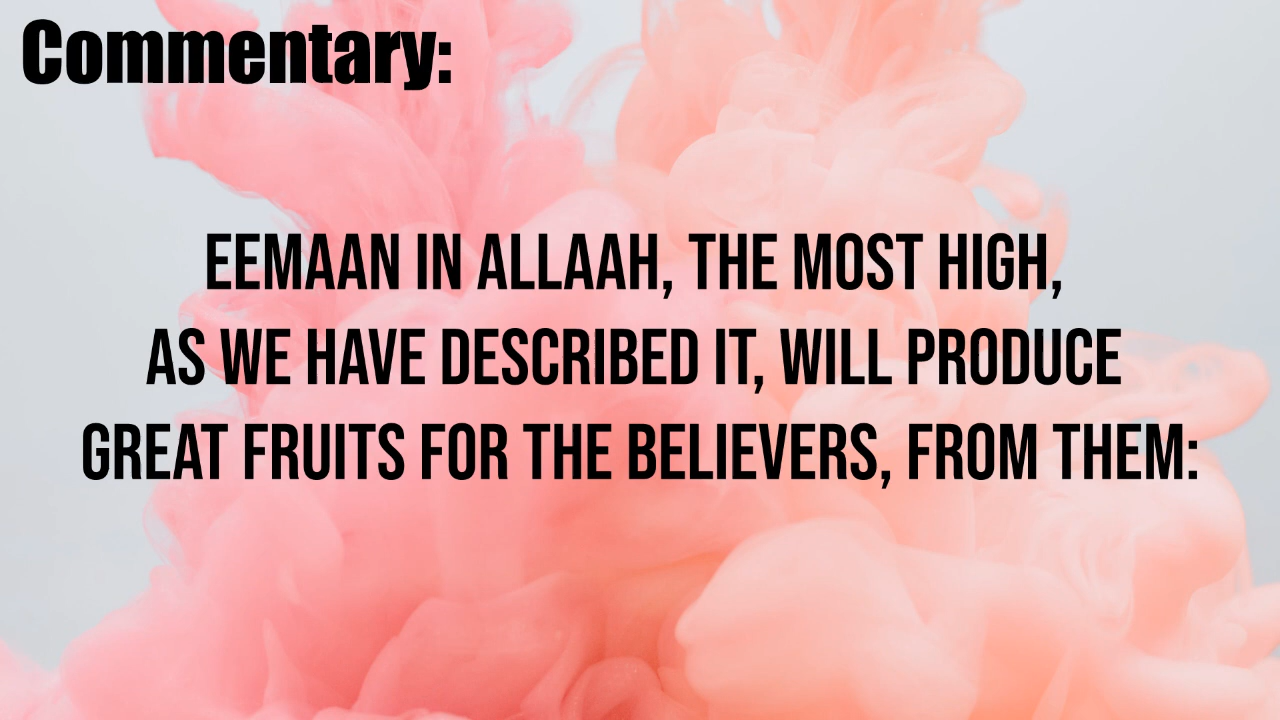 Commentary:
EEMAAN IN ALLAAH, THE MOST HIGH,
AS WE HAVE DESCRIBED IT, WILL PRODUCE
GREAT FRUITS FOR THE BELIEVERS, FROM THEM: